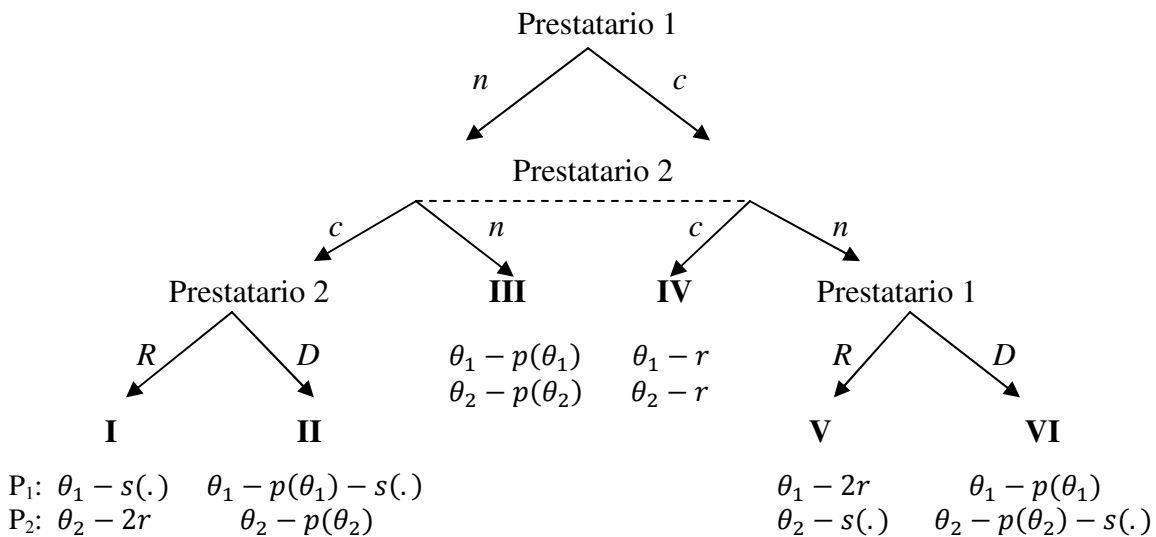 Prestatario 1
n c
Prestatario 2
c n c n
Prestatario 2 III IV Prestatario 1
R D θ₁ − p(θ₁) θ₁ − r R D
θ₂ − p(θ₂) θ₂ − r
I II V VI
P₁: θ₁ − s(.) θ₁ − p(θ₁) − s(.) θ₁ − 2r θ₁ − p(θ₁)
P₂: θ₂ − 2r θ₂ − p(θ₂) θ₂ − s(.) θ₂ − p(θ₂) − s(.)